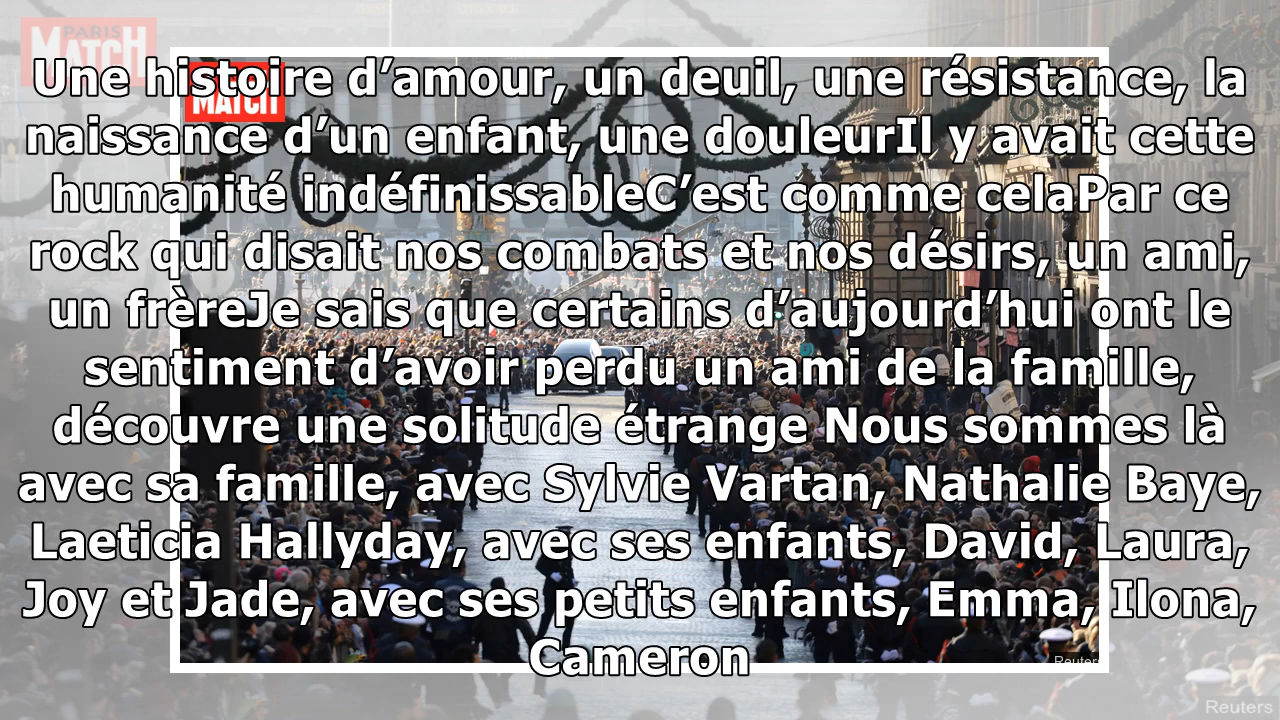 PARIS
MATCH
MATCH
Une histoire d’amour, un deuil, une résistance, la
naissance d’un enfant, une douleurIl y avait cette
humanité indéfinissableC’est comme celaPar ce
rock qui disait nos combats et nos désirs, un ami,
un frèreJe sais que certains d’aujourd’hui ont le
sentiment d’avoir perdu un ami de la famille,
découvre une solitude étrange Nous sommes là
avec sa famille, avec Sylvie Vartan, Nathalie Baye,
Laeticia Hallyday, avec ses enfants, David, Laura,
Joy et Jade, avec ses petits enfants, Emma, Ilona,
Cameron
Reuters
Reuters